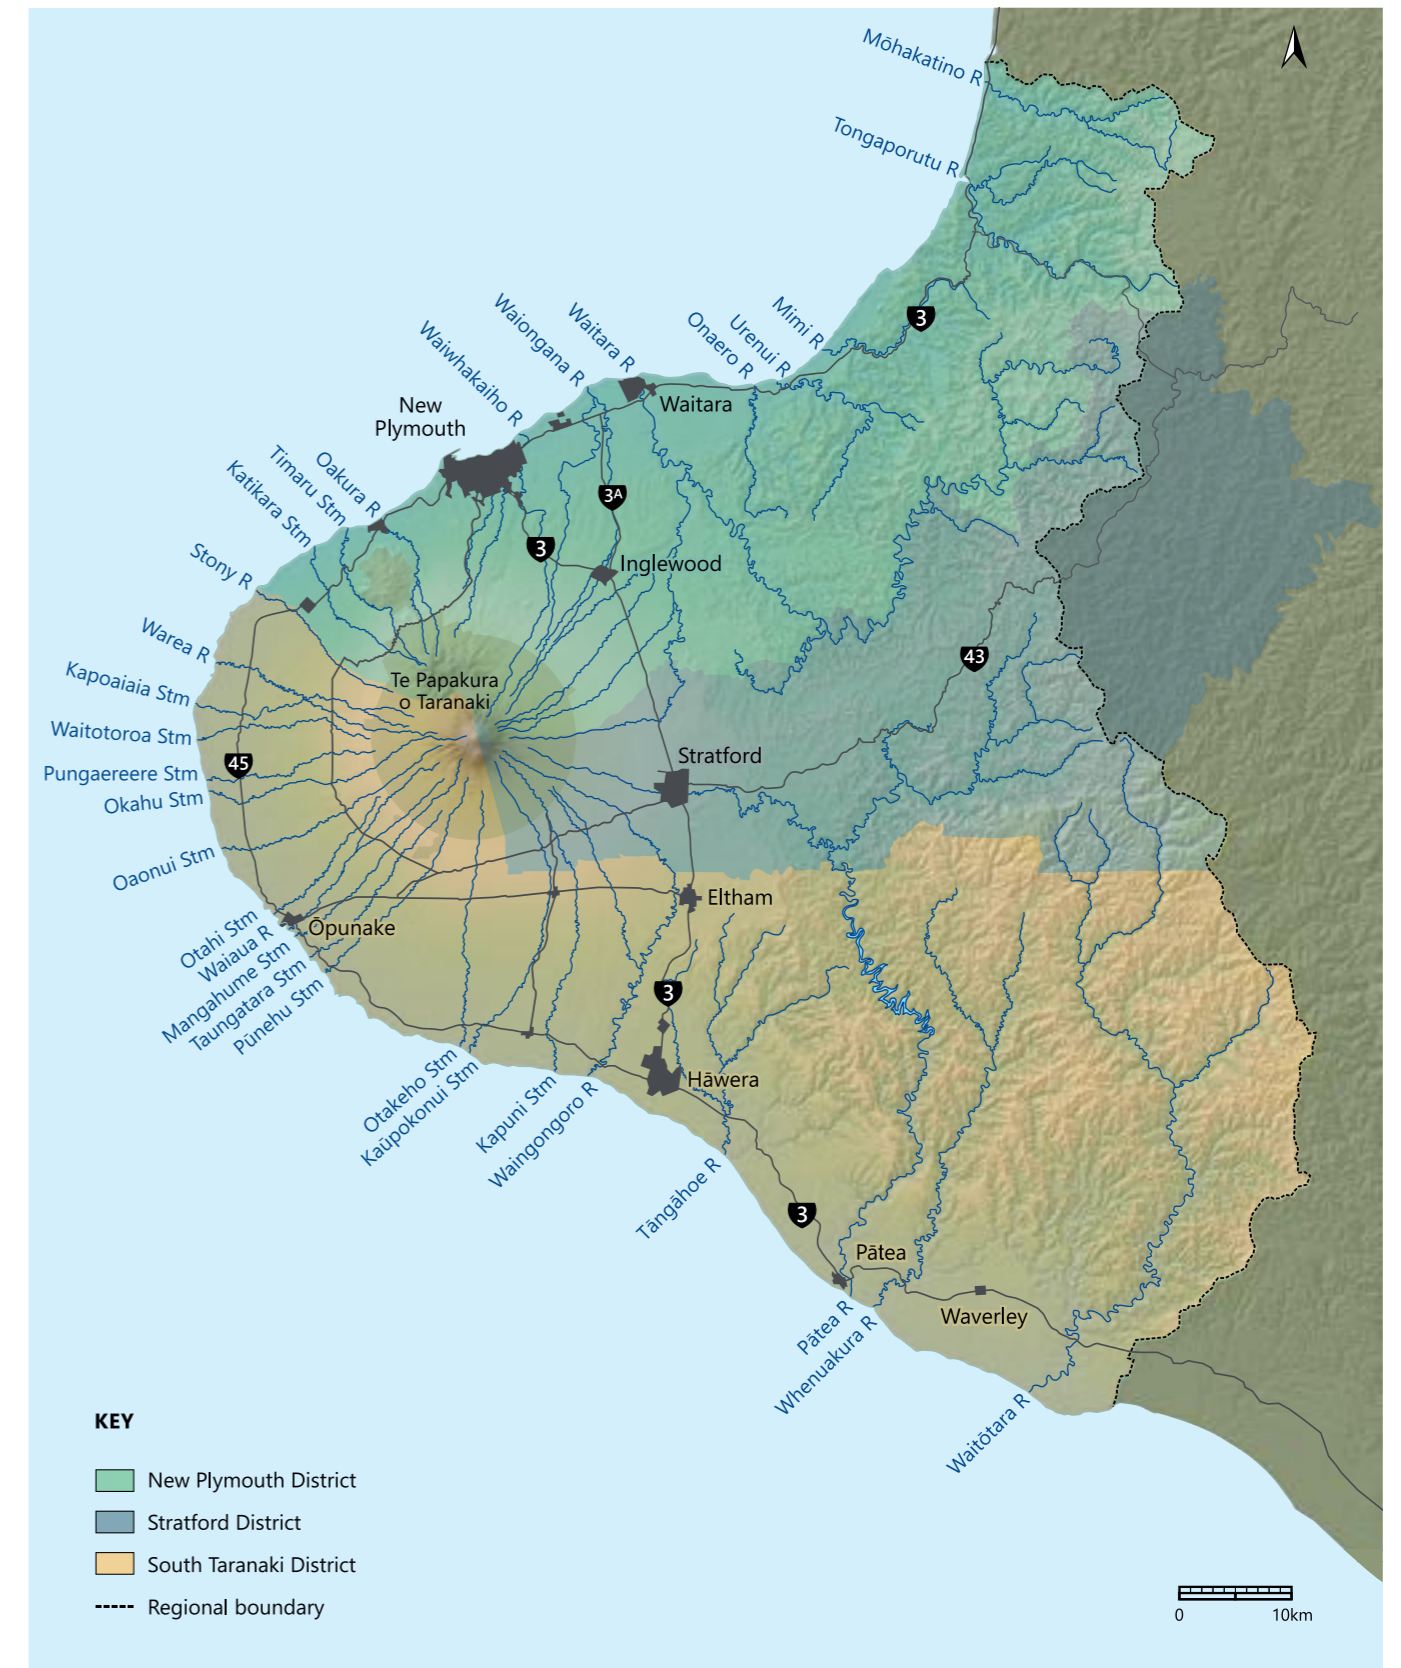 Mōhakatino R
Tongaporutu R
Mimi R
Urenui R
Onaero R
Waitara R
Waiongana R
Waiwhakaiho R
3
New
Plymouth
Waitara
Oakura R
Timaru Stm
Katikara Stm
Stony R
3A
3
Inglewood
Warea R
Kapoaiaia Stm
Waitotoroa Stm
Pungaereere Stm
Okahu Stm
Oaonui Stm
Te Papakura
o Taranaki
43
45
Stratford
Eltham
Ōpunake
Otahi Stm
Waiaua R
Mangahume Stm
Taungatara Stm
Pūnehu Stm
3
Hāwera
Otakeho Stm
Kaūpokonui Stm
Kapuni Stm
Waingongoro R
Tāngāhoe R
3
Pātea
Waverley
Pātea R
Whenuakura R
Waitōtara R
KEY
New Plymouth District
Stratford District
South Taranaki District
Regional boundary
0 10km